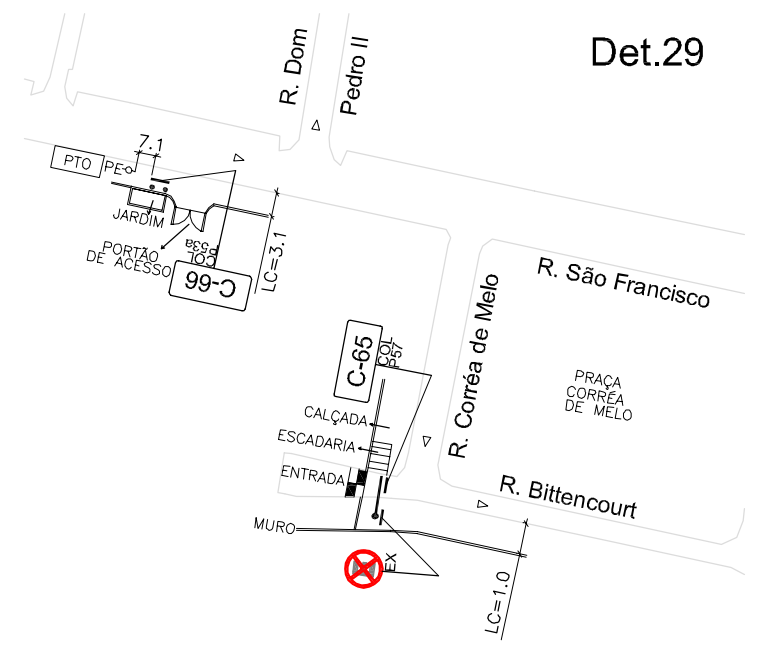 Det.29
R. Dom
Pedro II
7.1
PTO
PE
JARDIM
PORTÃO
DE ACESSO
COL
P53a
C-66
LC=3.1
R. São Francisco
R. Corrêa de Melo
PRAÇA
CORRÊA
DE MELO
C-65
COL
P57
CALÇADA
ESCADARIA
ENTRADA
R. Bittencourt
MURO
EX
LC=1.0